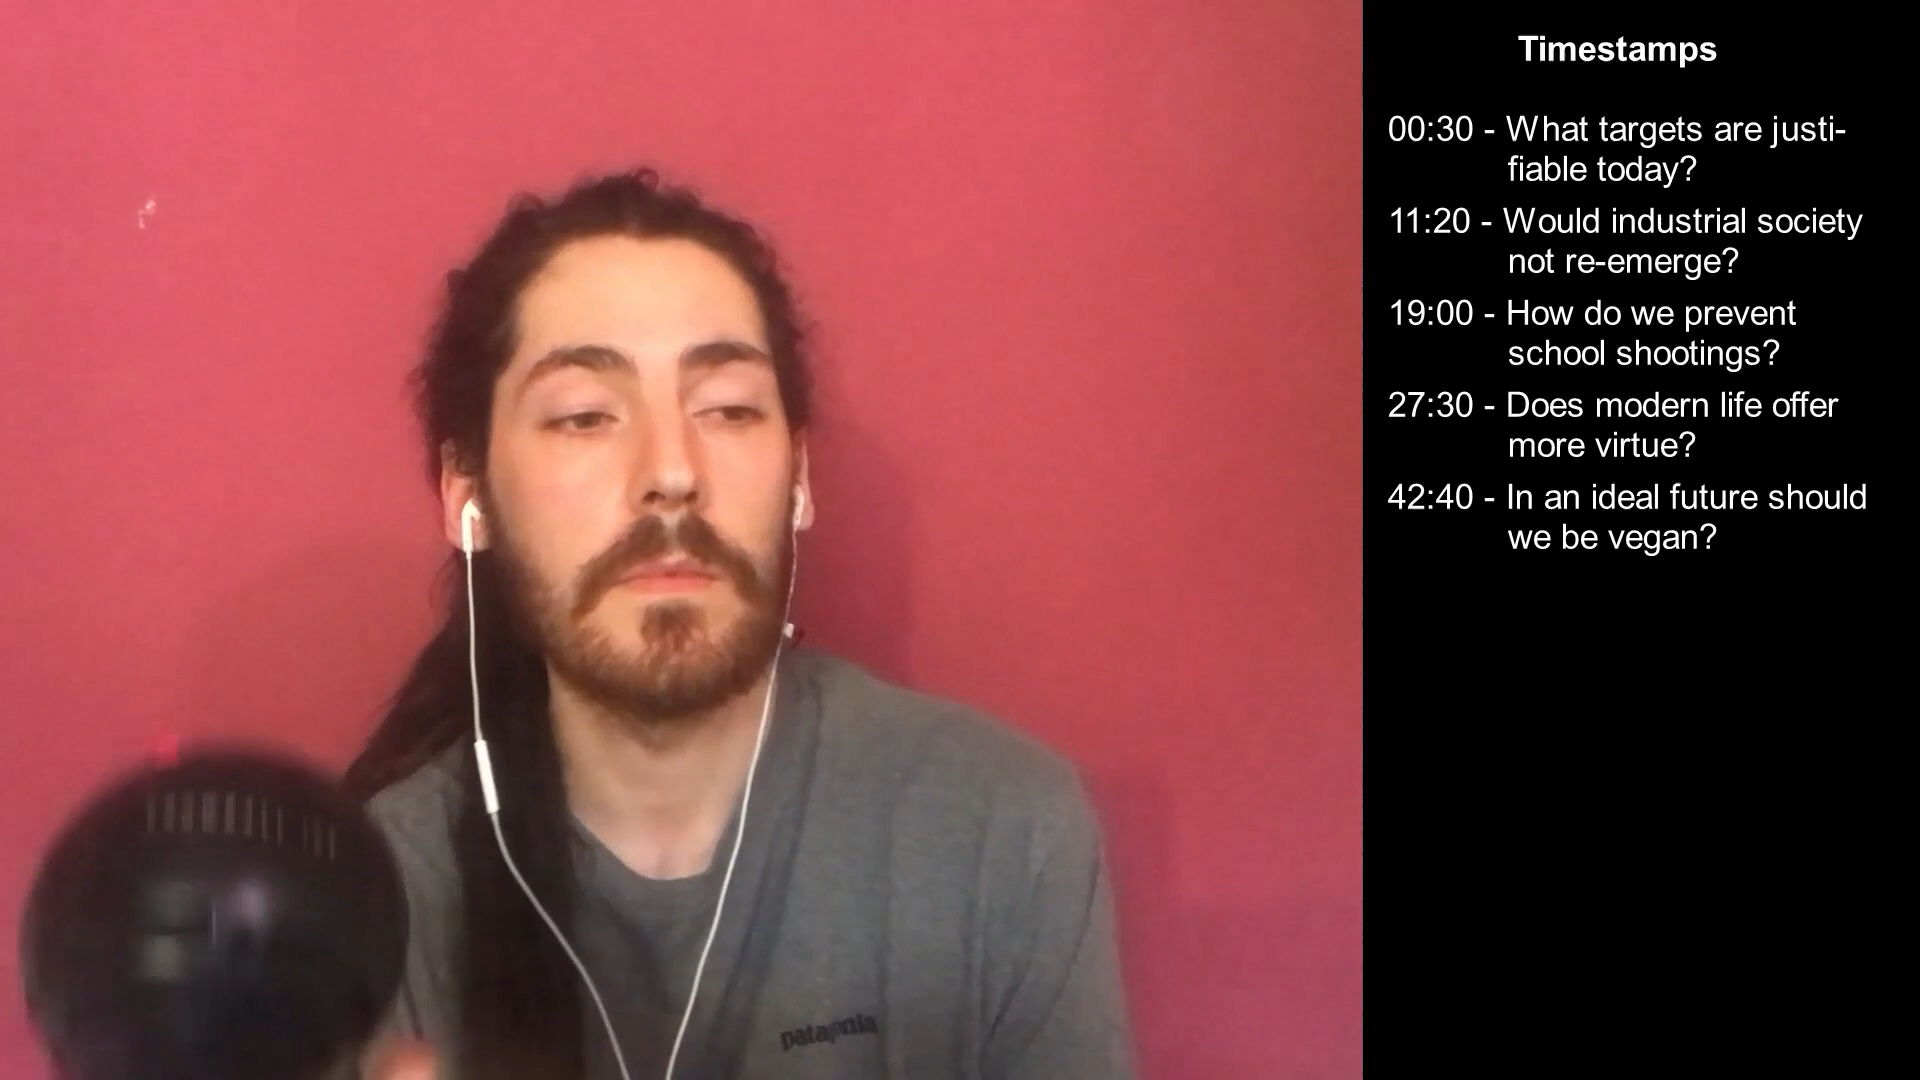 Timestamps
00:30 - What targets are justi-
fiable today?
11:20 - Would industrial society
not re-emerge?
19:00 - How do we prevent
school shootings?
27:30 - Does modern life offer
more virtue?
42:40 - In an ideal future should
we be vegan?
patagonia